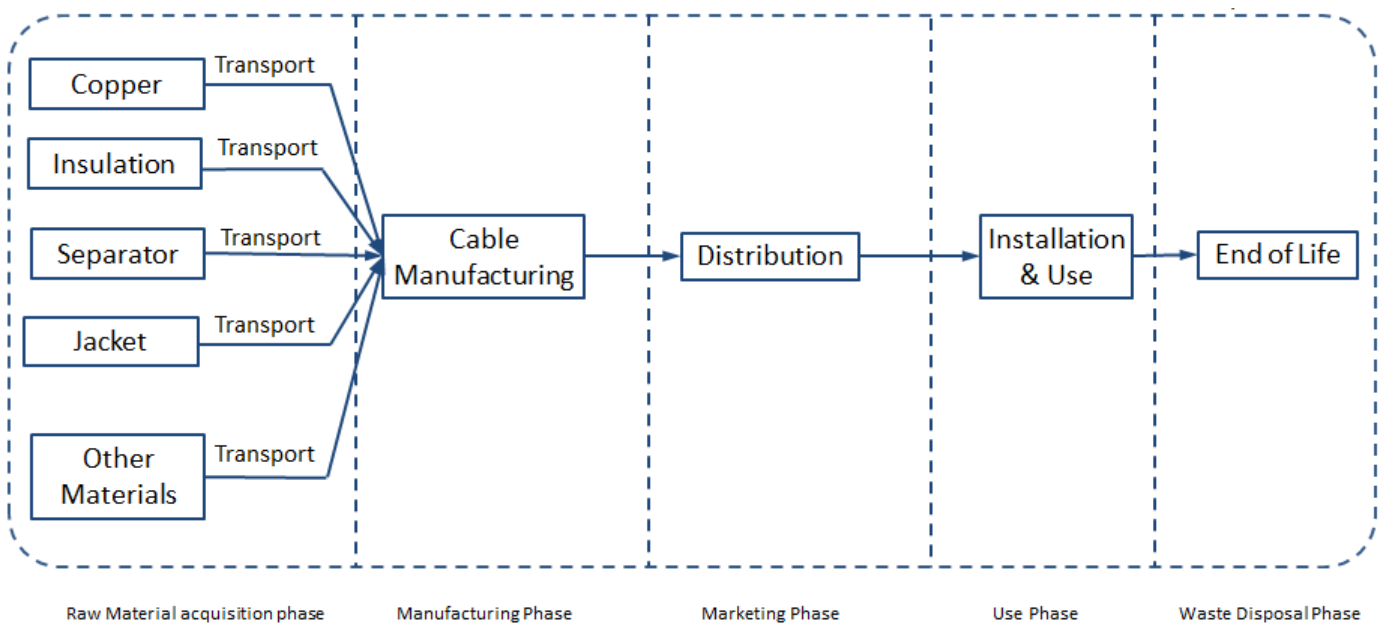 Copper
Transport
Insulation
Transport
Separator
Transport
Jacket
Transport
Other
Materials
Transport
Cable
Manufacturing
Distribution
Installation
& Use
End of Life
Raw Material acquisition phase
Manufacturing Phase
Marketing Phase
Use Phase
Waste Disposal Phase